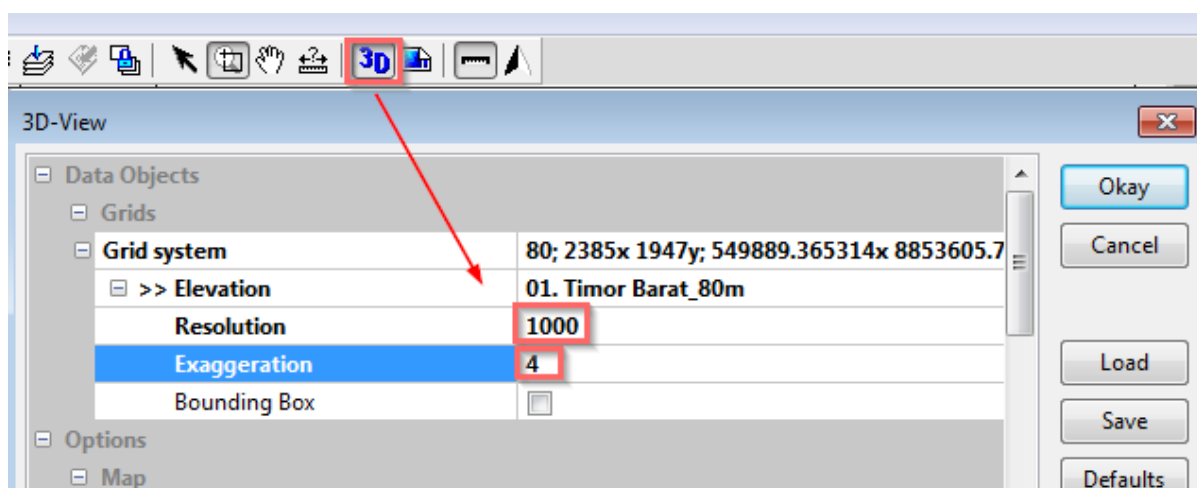 3D
3D-View
Data Objects
Grids
Grid system 80; 2385x 1947y; 549889.365314x 8853605.7
>> Elevation 01. Timor Barat_80m
Resolution 1000
Exaggeration 4
Bounding Box
Options
Map
Okay
Cancel
Load
Save
Defaults